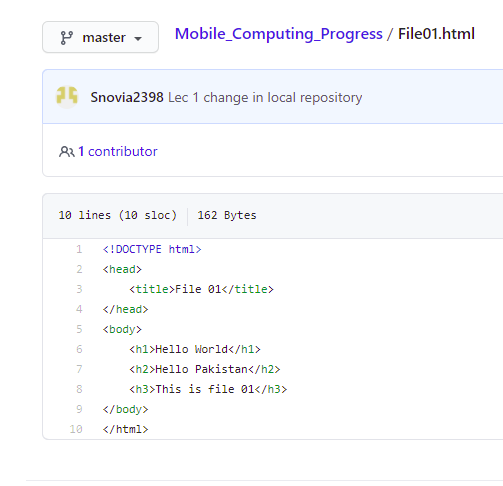 master Mobile_Computing_Progress / File01.html
Snovia2398 Lec 1 change in local repository
1 contributor
10 lines (10 sloc) 162 Bytes
1 <!DOCTYPE html>
2 <head>
3 <title>File 01</title>
4 </head>
5 <body>
6 <h1>Hello World</h1>
7 <h2>Hello Pakistan</h2>
8 <h3>This is file 01</h3>
9 </body>
10 </html>